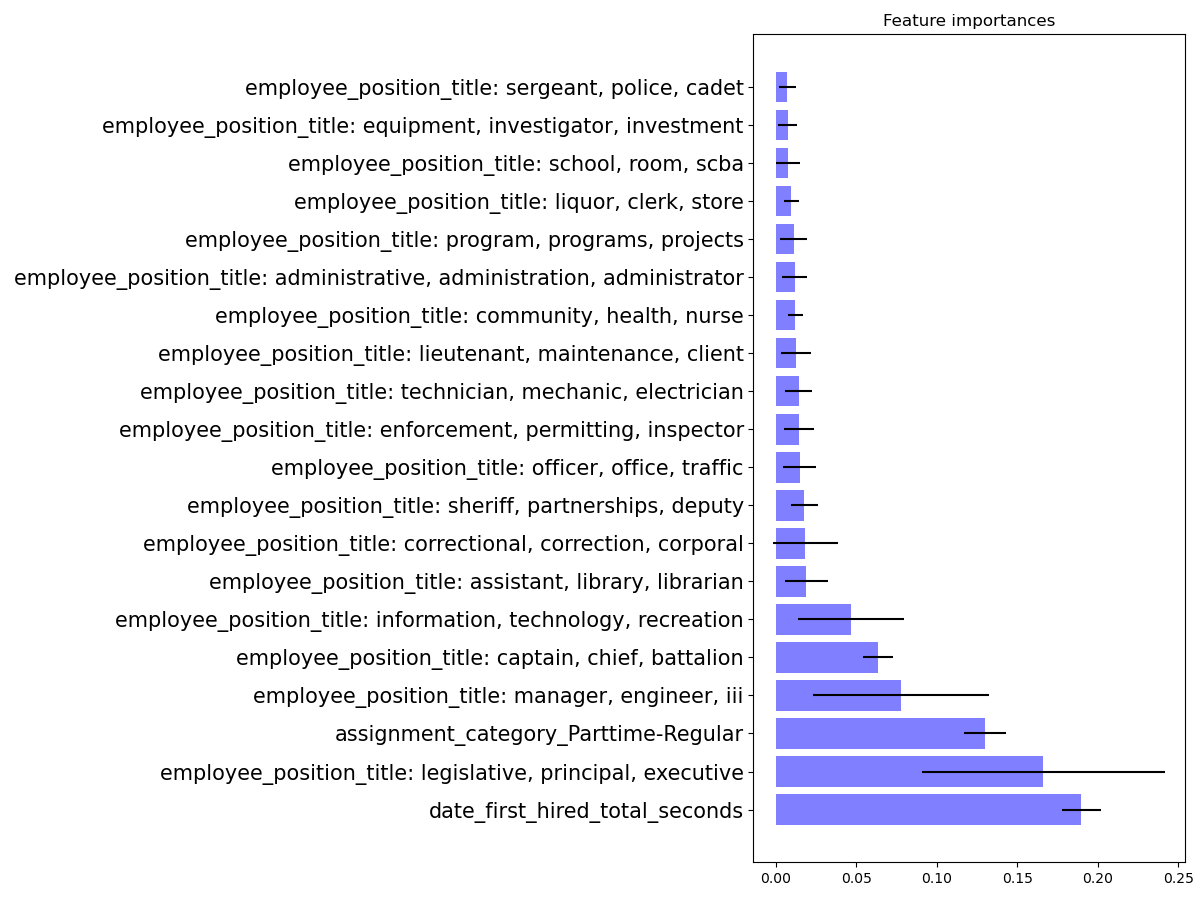 Feature importances
employee_position_title: sergeant, police, cadet
employee_position_title: equipment, investigator, investment
employee_position_title: school, room, scba
employee_position_title: liquor, clerk, store
employee_position_title: program, programs, projects
employee_position_title: administrative, administration, administrator
employee_position_title: community, health, nurse
employee_position_title: lieutenant, maintenance, client
employee_position_title: technician, mechanic, electrician
employee_position_title: enforcement, permitting, inspector
employee_position_title: officer, office, traffic
employee_position_title: sheriff, partnerships, deputy
employee_position_title: correctional, correction, corporal
employee_position_title: assistant, library, librarian
employee_position_title: information, technology, recreation
employee_position_title: captain, chief, battalion
employee_position_title: manager, engineer, iii
assignment_category_Parttime-Regular
employee_position_title: legislative, principal, executive
date_first_hired_total_seconds
0.00 0.05 0.10 0.15 0.20 0.25